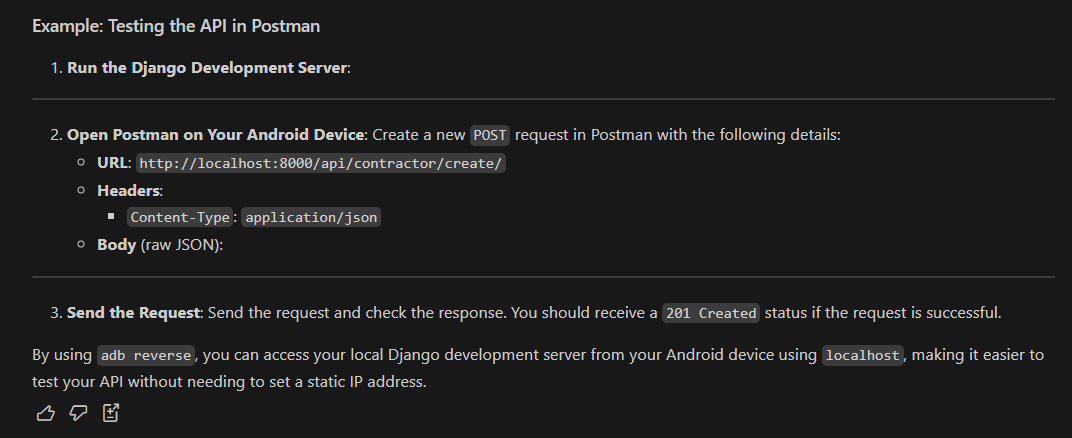 Example: Testing the API in Postman
1. Run the Django Development Server:
2. Open Postman on Your Android Device: Create a new POST request in Postman with the following details:
URL: http://localhost:8000/api/contractor/create/
Headers:
Content-Type: application/json
Body (raw JSON):
3. Send the Request: Send the request and check the response. You should receive a 201 Created status if the request is successful.
By using adb reverse, you can access your local Django development server from your Android device using localhost, making it easier to
test your API without needing to set a static IP address.